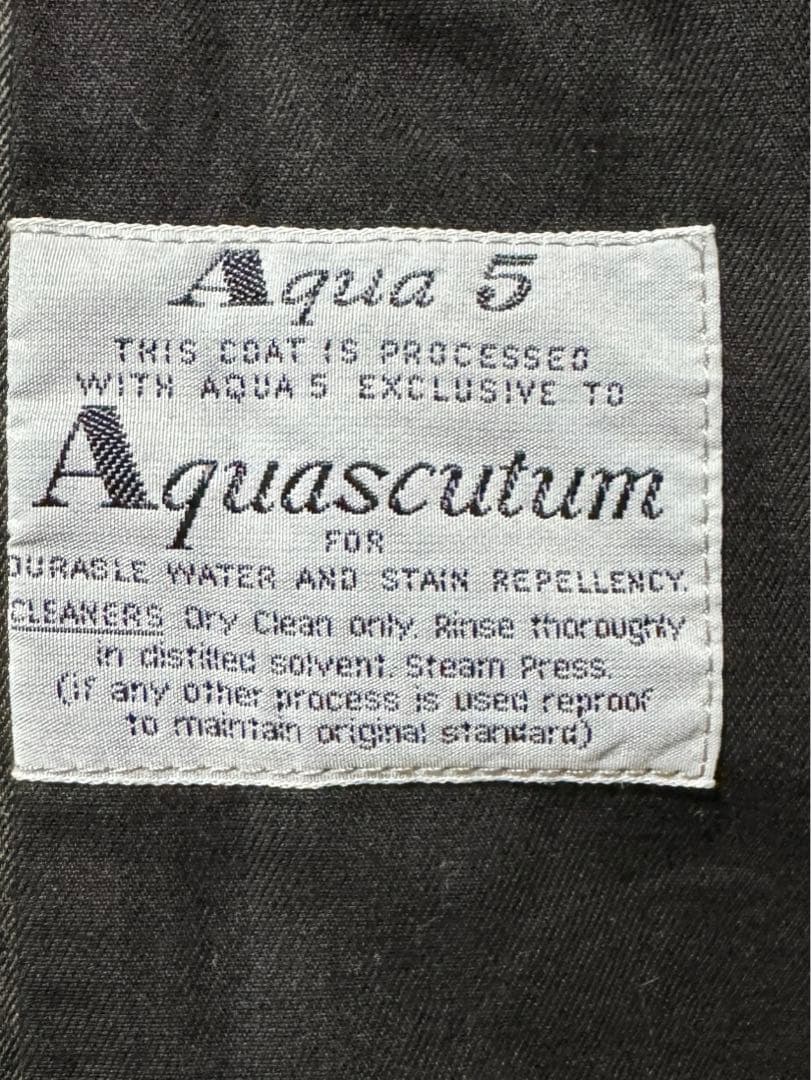 Aqua 5
THIS COAT IS PROCESSED
WITH AQUA 5 EXCLUSIVE TO
Aquascutum
FOR
DURABLE WATER AND STAIN REPELLENCY.
CLEANERS Dry Clean only. Rinse thoroughly
in distilled solvent. Steam Press.
(if any other process is used reproof
to maintain original standard)